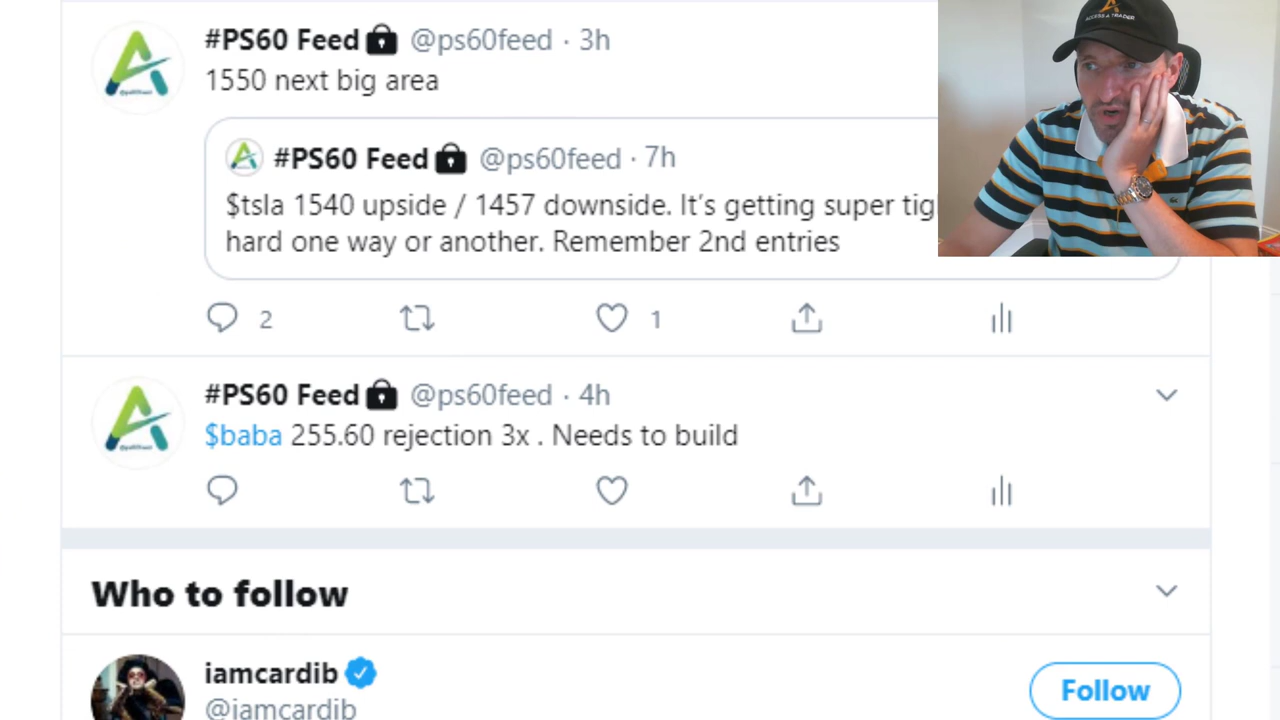 #PS60 Feed @ps60feed · 3h
1550 next big area
#PS60 Feed @ps60feed · 7h
$tsla 1540 upside / 1457 downside. It's getting super
hard one way or another. Remember 2nd entries
2 1
#PS60 Feed @ps60feed · 4h
$baba 255.60 rejection 3x . Needs to build
Who to follow
iamcardib
@iamcardib
Follow
ACCESS A TRADER